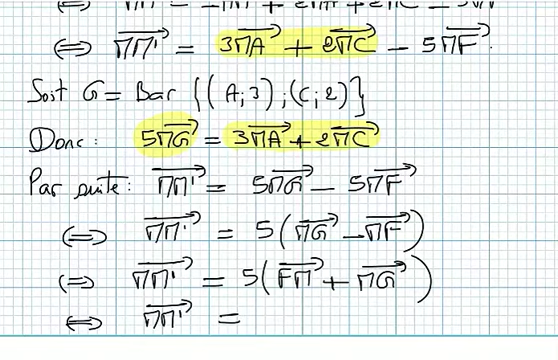 ⟺ 
⟺ MM' = 3MA + 2MC - 5MF.
Soit G = Bar {(A,3);(C;2)}
Donc: 5MG = 3MA + 2MC
Par suite: MM' = 5MG - 5MF
⟺ MM' = 5(MG - MF)
⟺ MM' = 5(FM + MG)
⟺ MM' =